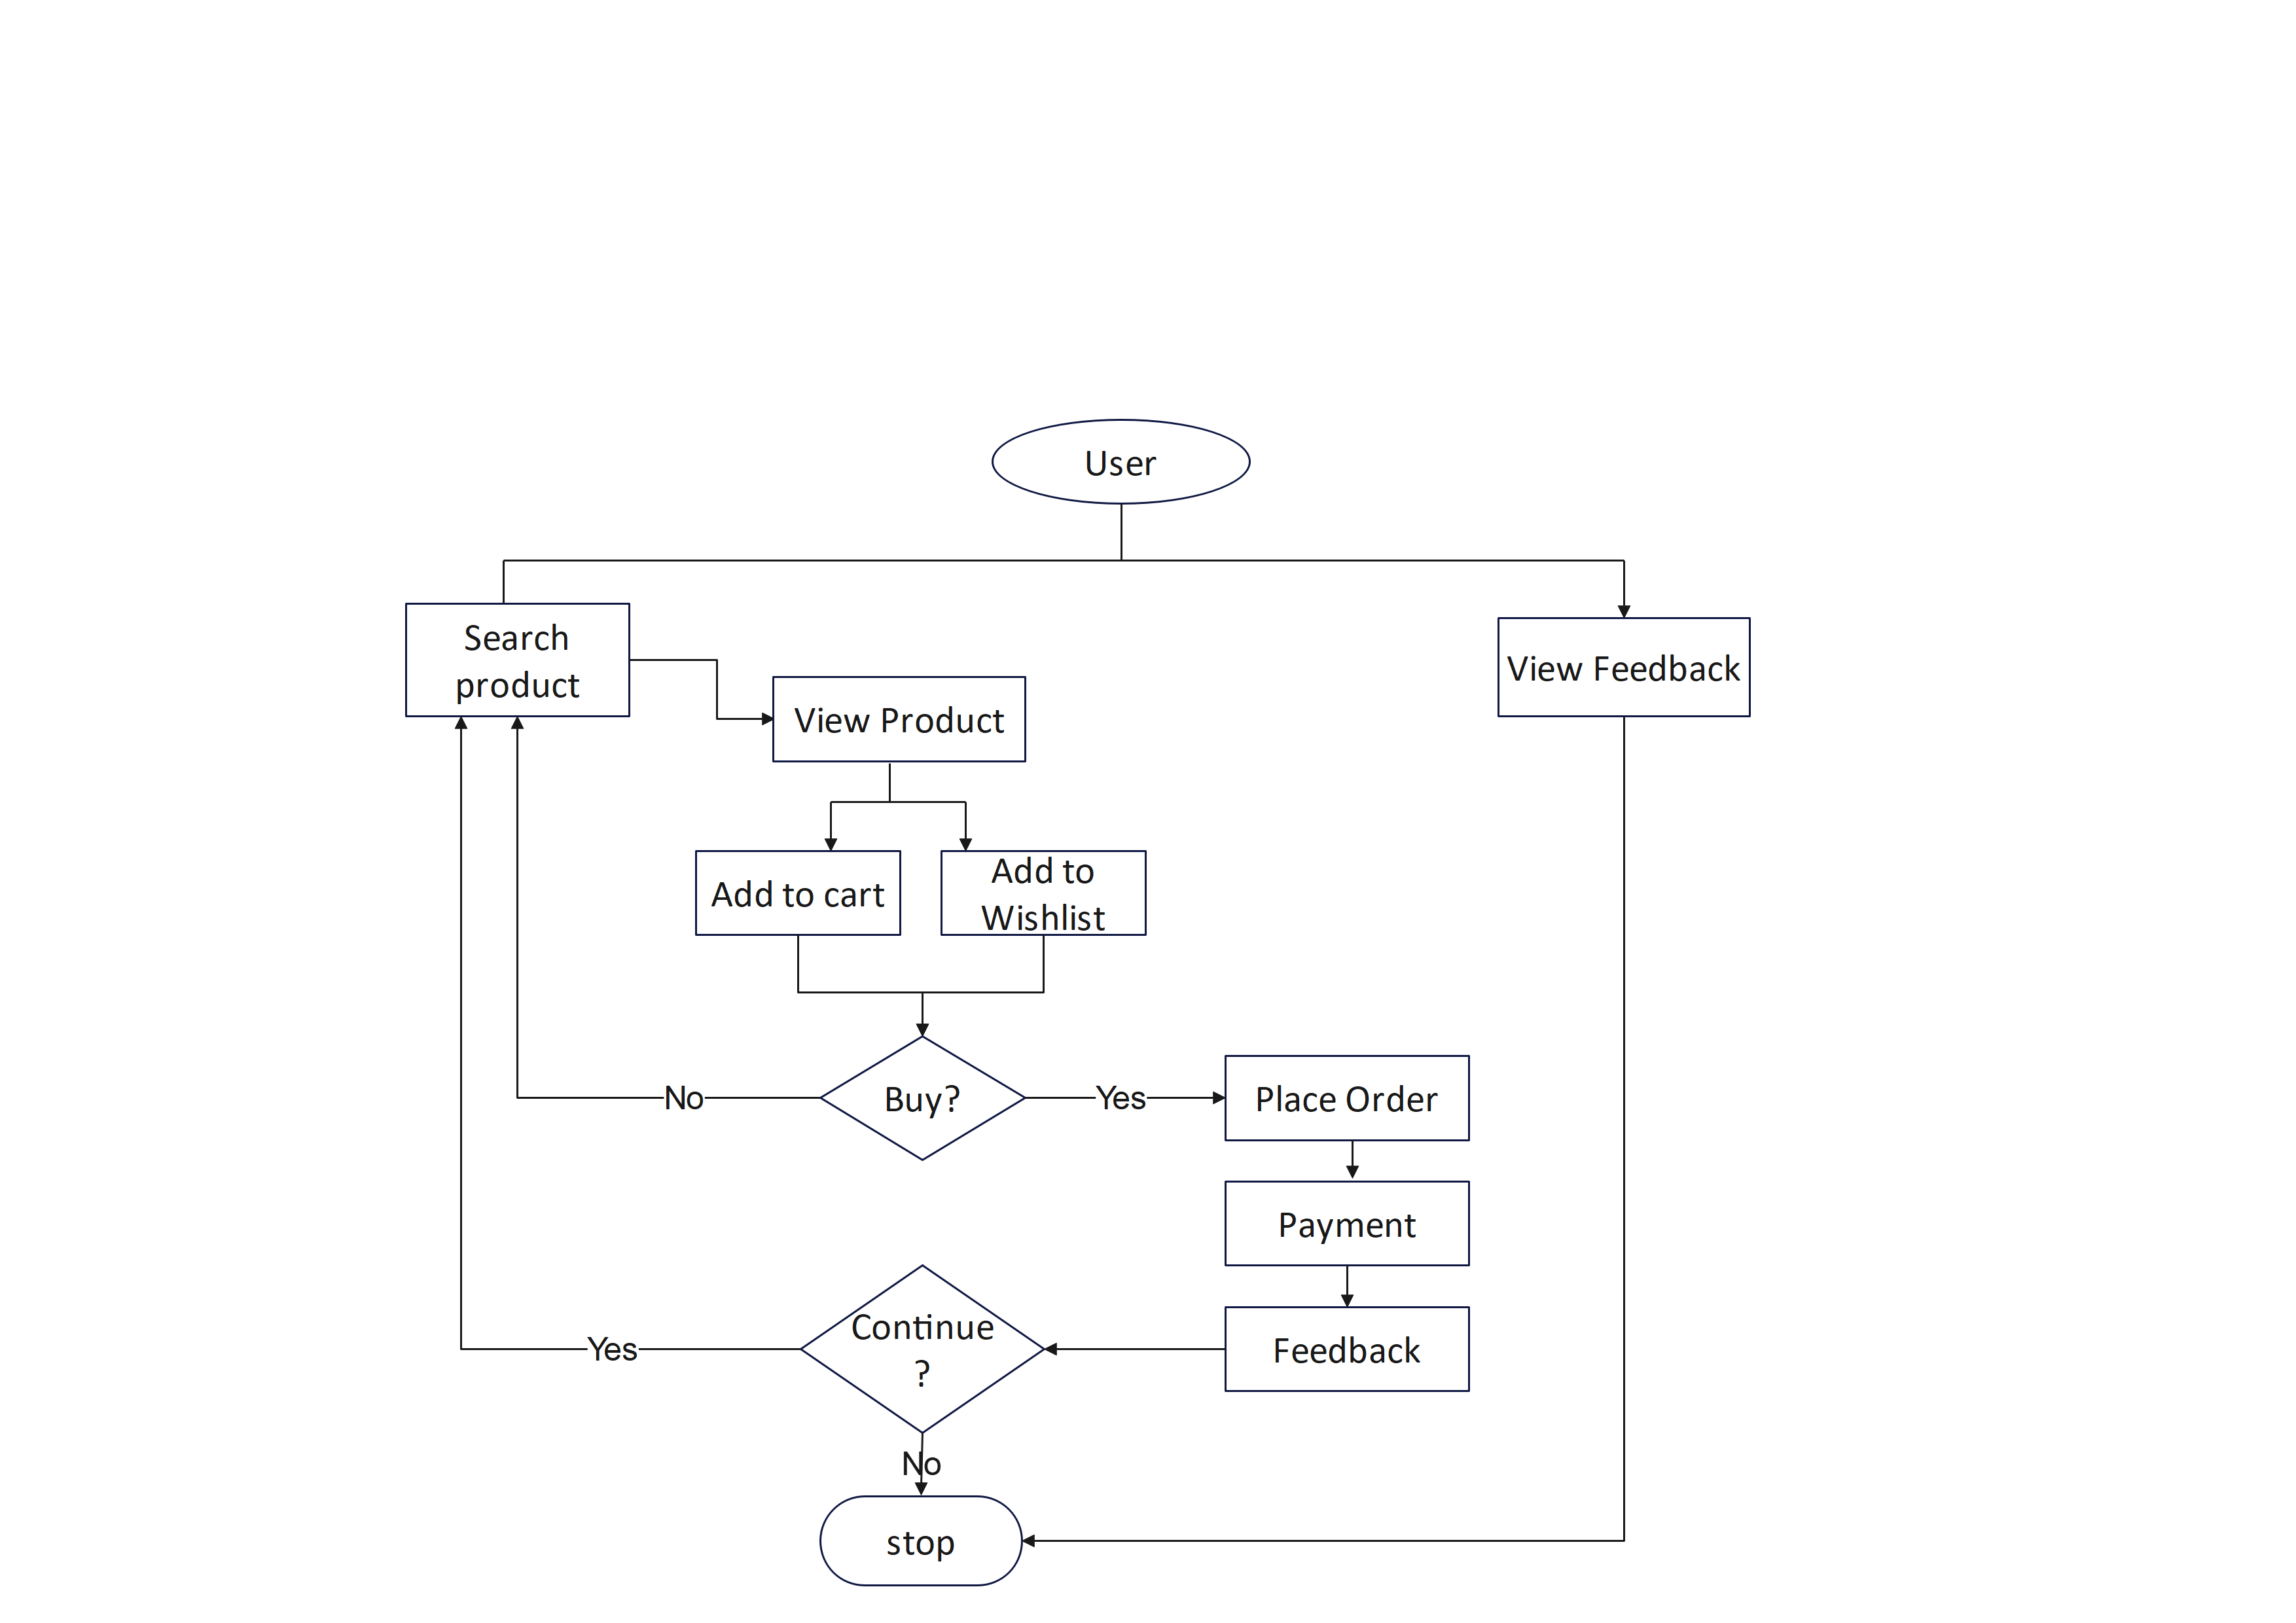 User
Search
product
View Feedback
View Product
Add to cart
Add to
Wishlist
No
Buy?
Yes
Place Order
Payment
Continue
?
Yes
Feedback
No
stop